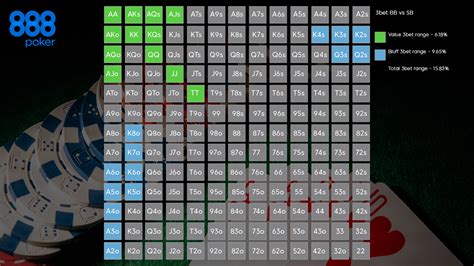 888
poker
3bet BB vs SB
Value 3bet range - 6.18%
Bluff 3bet range - 9.65%
Total 3bet range - 15.83%
AA AKs AQs AJs ATs A9s A8s A7s A6s A5s A4s A3s A2s
AKo KK KQs KJs KTs K9s K8s K7s K6s K5s K4s K3s K2s
AQo KQo QQ QJs QTs Q9s Q8s Q7s Q6s Q5s Q4s Q3s Q2s
AJo KJo QJo JJ JTs J9s J8s J7s J6s J5s J4s J3s J2s
ATo KTo QTo JTo TT T9s T8s T7s T6s T5s T4s T3s T2s
A9o K9o Q9o J9o T9o 99 98s 97s 96s 95s 94s 93s 92s
A8o K8o Q8o J8o T8o 98o 88 87s 86s 85s 84s 83s 82s
A7o K7o Q7o J7o T7o 97o 87o 77 76s 75s 74s 73s 72s
A6o K6o Q6o J6o T6o 96o 86o 76o 66 65s 64s 63s 62s
A5o K5o Q5o J5o T5o 95o 85o 75o 65o 55 54s 53s 52s
A4o K4o Q4o J4o T4o 94o 84o 74o 64o 54o 44 43s 42s
A3o K3o Q3o J3o T3o 93o 83o 73o 63o 53o 43o 33 32s
A2o K2o Q2o J2o T2o 92o 82o 72o 62o 52o 42o 32o 22